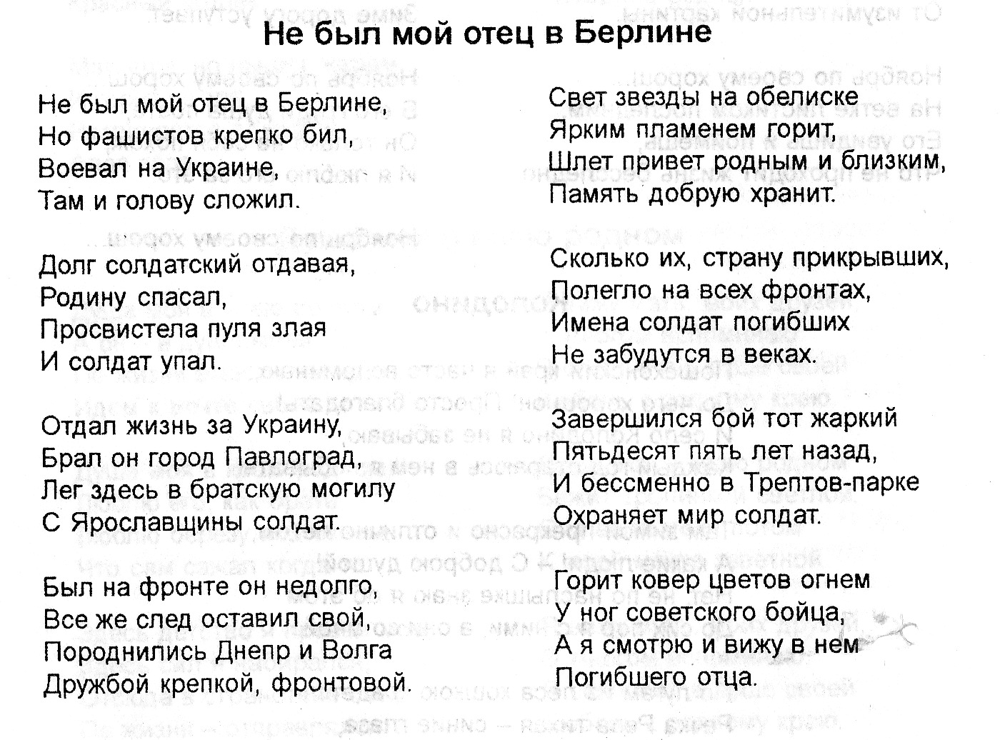 Не был мой отец в Берлине
Не был мой отец в Берлине,
Но фашистов крепко бил,
Воевал на Украине,
Там и голову сложил.
Долг солдатский отдавая,
Родину спасал,
Просвистела пуля злая
И солдат упал.
Отдал жизнь за Украину,
Брал он город Павлоград,
Лег здесь в братскую могилу
С Ярославщины солдат.
Был на фронте он недолго,
Все же след оставил свой,
Породнились Днепр и Волга
Дружбой крепкой, фронтовой.
Свет звезды на обелиске
Ярким пламенем горит,
Шлет привет родным и близким,
Память добрую хранит.
Сколько их, страну прикрывших,
Полегло на всех фронтах,
Имена солдат погибших
Не забудутся в веках.
Завершился бой тот жаркий
Пятьдесят пять лет назад,
И бессменно в Трептов-парке
Охраняет мир солдат.
Горит ковер цветов огнем
У ног советского бойца,
А я смотрю и вижу в нем
Погибшего отца.